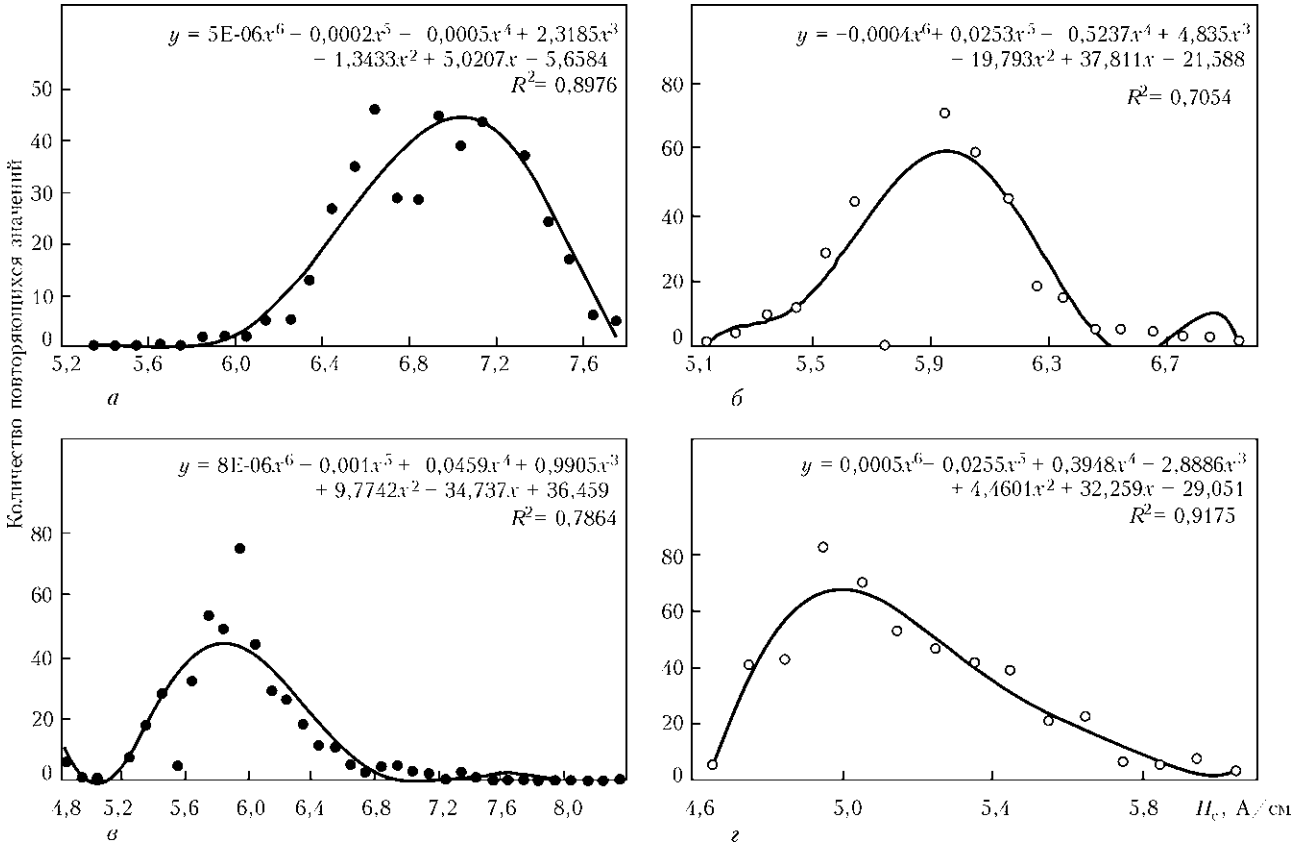 Количество повторяющихся значений
y = 5E-06x⁶ − 0,0002x⁵ − 0,0005x⁴ + 2,3185x³
− 1,3433x² + 5,0207x − 5,6584
R² = 0,8976
50
40
30
20
10
0
5,2 5,6 6,0 6,4 6,8 7,2 7,6
а
y = −0,0004x⁶ + 0,0253x⁵ − 0,5237x⁴ + 4,835x³
− 19,793x² + 37,811x − 21,588
R² = 0,7054
80
60
40
20
0
5,1 5,5 5,9 6,3 6,7
б
y = 8E-06x⁶ − 0,001x⁵ + 0,0459x⁴ + 0,9905x³
+ 9,7742x² − 34,737x + 36,459
R² = 0,7864
80
60
40
20
0
4,8 5,2 5,6 6,0 6,4 6,8 7,2 7,6 8,0
в
y = 0,0005x⁶ − 0,0255x⁵ + 0,3948x⁴ − 2,8886x³
+ 4,4601x² + 32,259x − 29,051
R² = 0,9175
80
60
40
20
0
4,6 5,0 5,4 5,8 Hc, А/см
г